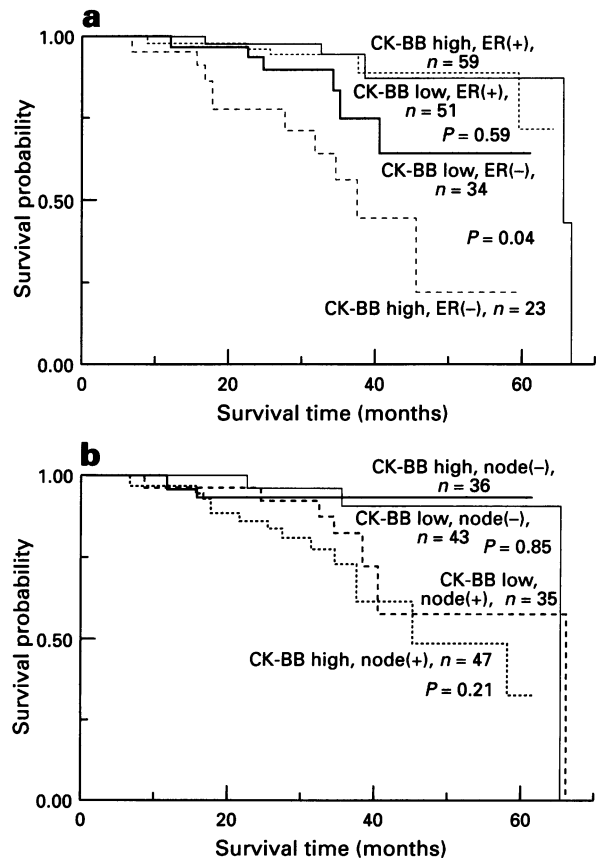 a
1.00
0.50
0.00
Survival probability
CK-BB high, ER(+),
n = 59
CK-BB low, ER(+),
n = 51
P = 0.59
CK-BB low, ER(–),
n = 34
P = 0.04
CK-BB high, ER(–), n = 23
0 20 40 60
Survival time (months)
b
1.00
0.50
0.00
Survival probability
CK-BB high, node(–),
n = 36
CK-BB low, node(–),
n = 43 P = 0.85
CK-BB low,
node(+), n = 35
CK-BB high, node(+), n = 47
P = 0.21
0 20 40 60
Survival time (months)